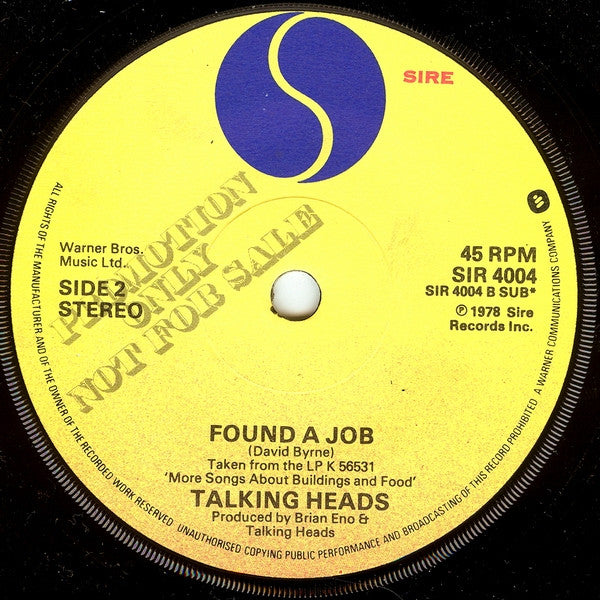 SIRE
PROMOTION
ONLY
NOT FOR SALE
Warner Bros.
Music Ltd.
SIDE 2
STEREO
45 RPM
SIR 4004
SIR 4004 B SUB*
℗ 1978 Sire
Records Inc.
FOUND A JOB
(David Byrne)
Taken from the LP K 56531
'More Songs About Buildings and Food'
TALKING HEADS
Produced by Brian Eno &
Talking Heads
ALL RIGHTS OF THE MANUFACTURER AND OF THE OWNER OF THE RECORDED WORK RESERVED UNAUTHORISED COPYING PUBLIC PERFORMANCE AND BROADCASTING OF THIS RECORD PROHIBITED A WARNER COMMUNICATIONS COMPANY